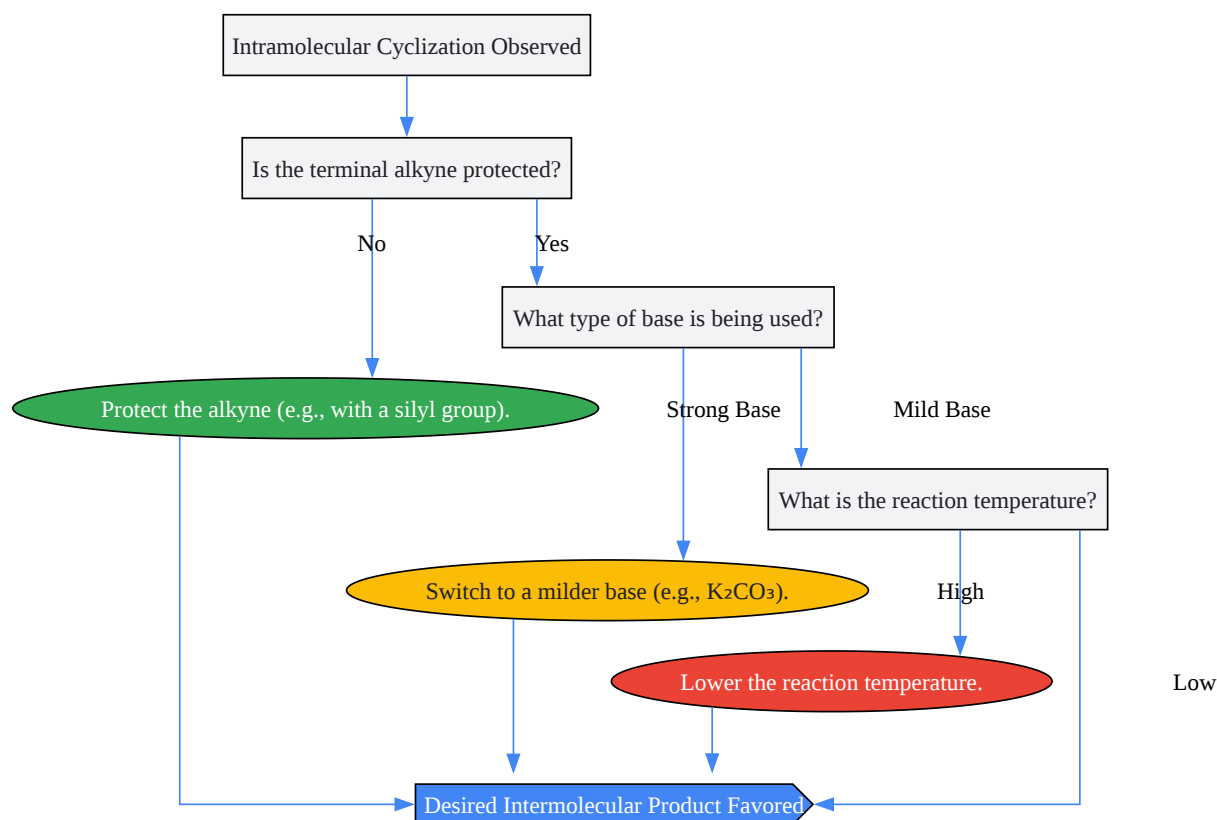 Intramolecular Cyclization Observed
Is the terminal alkyne protected?
No
Yes
What type of base is being used?
Protect the alkyne (e.g., with a silyl group).
Strong Base
Mild Base
What is the reaction temperature?
Switch to a milder base (e.g., K₂CO₃).
High
Lower the reaction temperature.
Low
Desired Intermolecular Product Favored